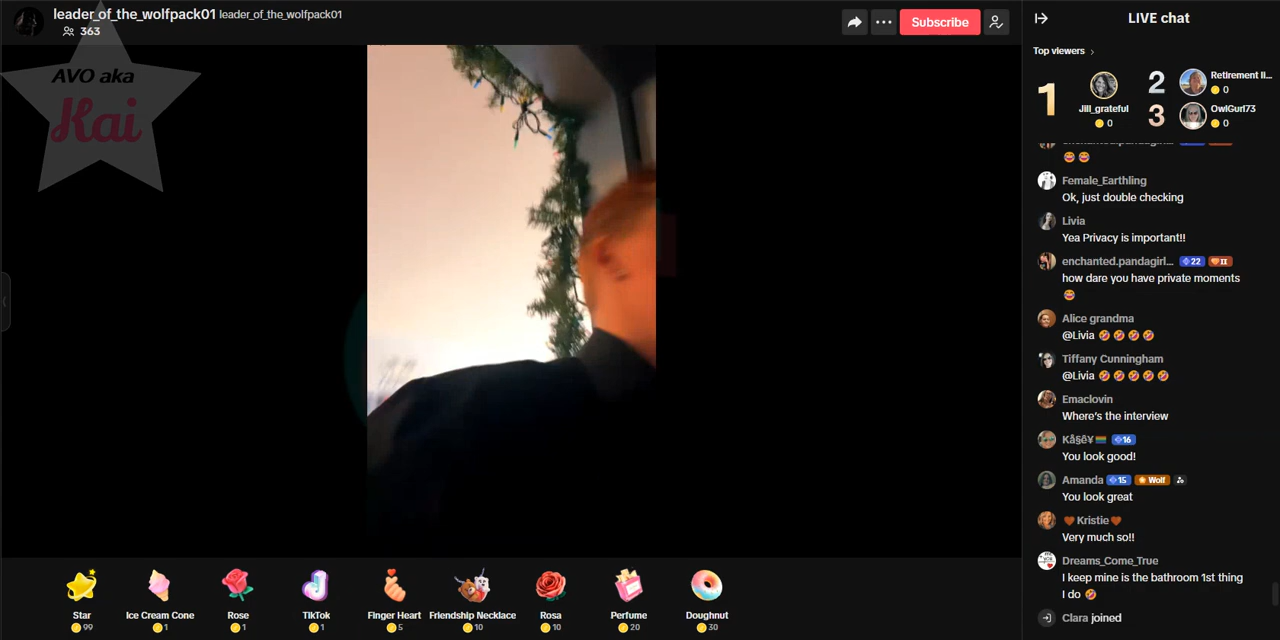 leader_of_the_wolfpack01 leader_of_the_wolfpack01
363
Subscribe
AVO aka
Kai
LIVE chat
Top viewers
1
Jill_grateful
0
2
Retirement li...
0
3
OwlGurl73
0
Female_Earthling
Ok, just double checking
Livia
Yea Privacy is important!!
enchanted.pandagirl... 22 II
how dare you have private moments
Alice grandma
@Livia
Tiffany Cunningham
@Livia
Emaclovin
Where's the interview
Kå§ê¥ 16
You look good!
Amanda 15 Wolf
You look great
Kristie
Very much so!!
Dreams_Come_True
I keep mine is the bathroom 1st thing
I do
Clara joined
Star
99
Ice Cream Cone
1
Rose
1
TikTok
1
Finger Heart
5
Friendship Necklace
10
Rosa
10
Perfume
20
Doughnut
30